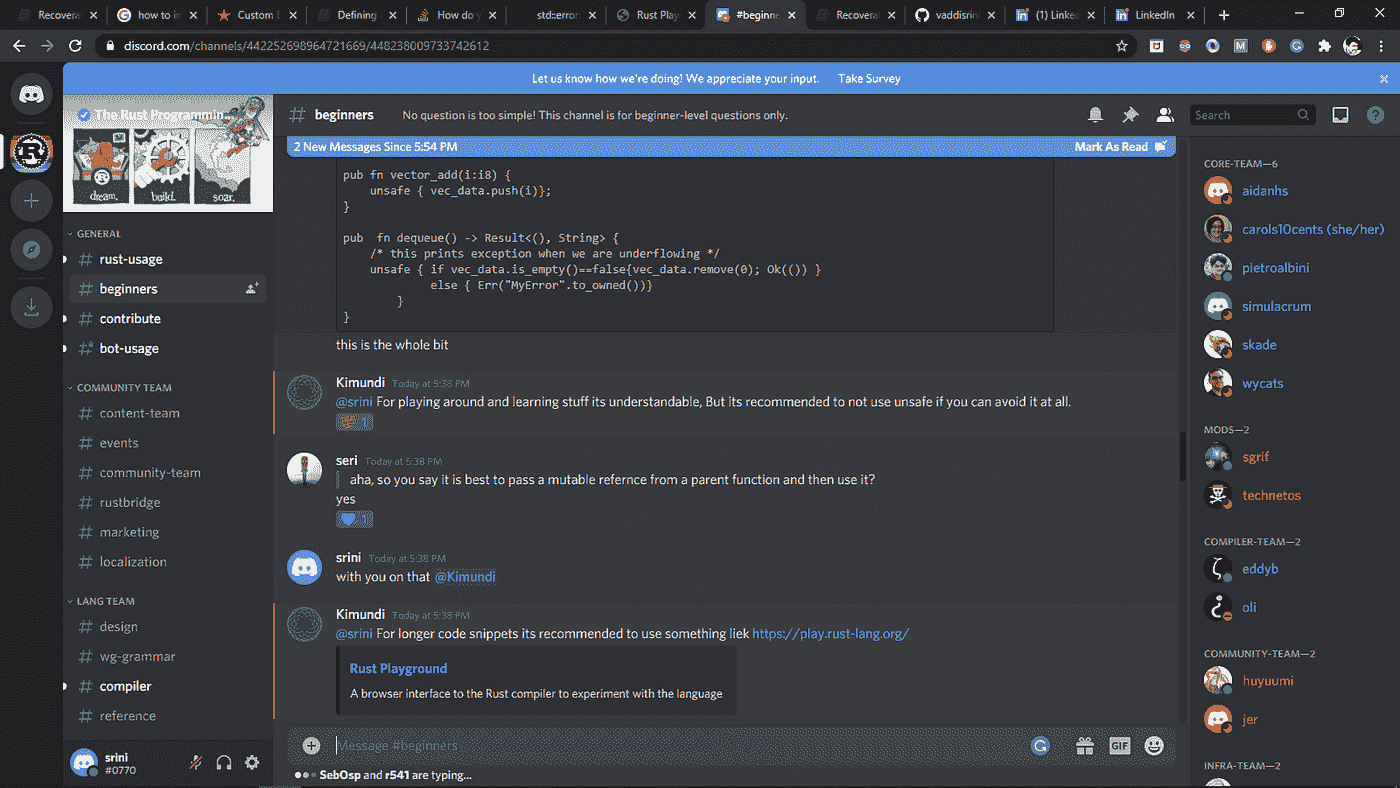 Recovera
how to in
Custom E
Defining
How do y
std::error
Rust Play
#beginne
Recovera
vaddisrin
(1) Linke
LinkedIn
discord.com/channels/442252698964721669/448238009733742612
Let us know how we're doing! We appreciate your input. Take Survey
The Rust Programmin...
dream. build. soar.
GENERAL
rust-usage
beginners
contribute
bot-usage
COMMUNITY TEAM
content-team
events
community-team
rustbridge
marketing
localization
LANG TEAM
design
wg-grammar
compiler
reference
srini
#0770
beginners No question is too simple! This channel is for beginner-level questions only.
Search
2 New Messages Since 5:54 PM Mark As Read
pub fn vector_add(i:i8) {
unsafe { vec_data.push(i)};
}
pub  fn dequeue() -> Result<(), String> {
/* this prints exception when we are underflowing */
unsafe { if vec_data.is_empty()==false{vec_data.remove(0); Ok(()) }
else { Err("MyError".to_owned())}
}
}
this is the whole bit
Kimundi Today at 5:38 PM
@srini For playing around and learning stuff its understandable, But its recommended to not use unsafe if you can avoid it at all.
1
seri Today at 5:38 PM
aha, so you say it is best to pass a mutable refernce from a parent function and then use it?
yes
1
srini Today at 5:38 PM
with you on that @Kimundi
Kimundi Today at 5:38 PM
@srini For longer code snippets its recommended to use something liek https://play.rust-lang.org/
Rust Playground
A browser interface to the Rust compiler to experiment with the language
Message #beginners
GIF
SebOsp and r541 are typing...
CORE-TEAM—6
aidanhs
carols10cents (she/her)
pietroalbini
simulacrum
skade
wycats
MODS—2
sgrif
technetos
COMPILER-TEAM—2
eddyb
oli
COMMUNITY-TEAM—2
huyuumi
jer
INFRA-TEAM—2